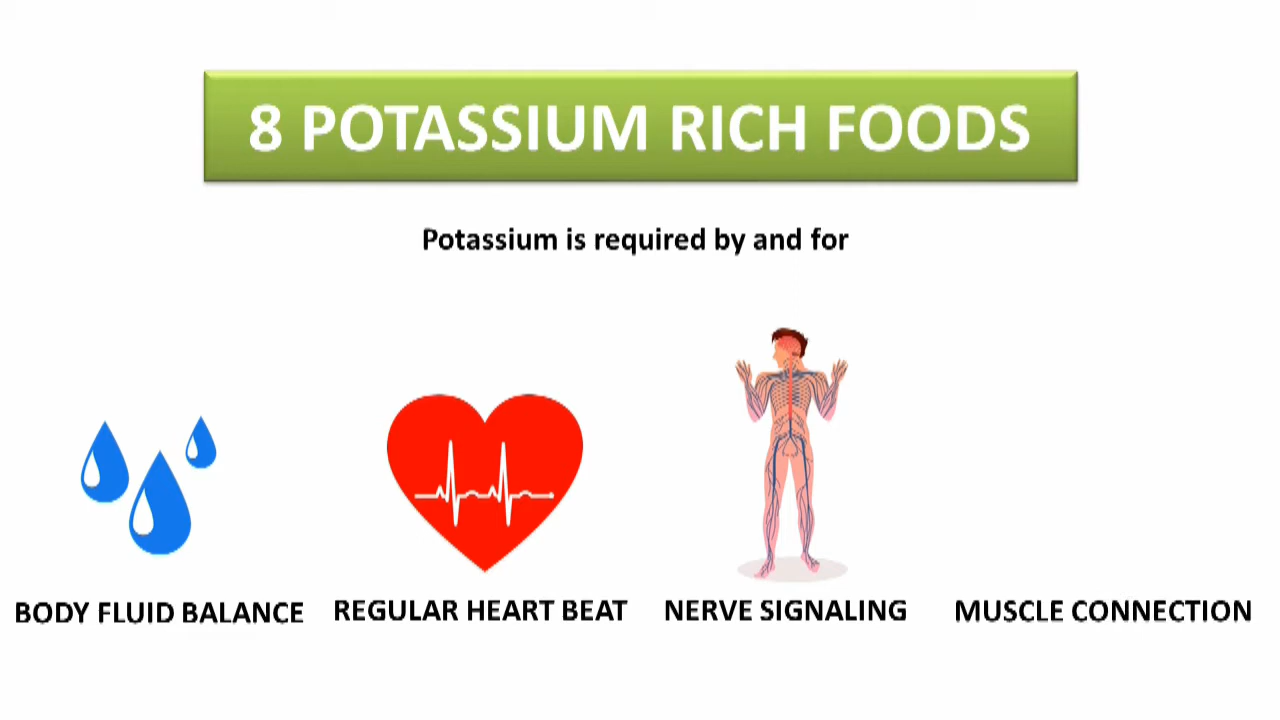 8 POTASSIUM RICH FOODS
Potassium is required by and for
BODY FLUID BALANCE
REGULAR HEART BEAT
NERVE SIGNALING
MUSCLE CONNECTION